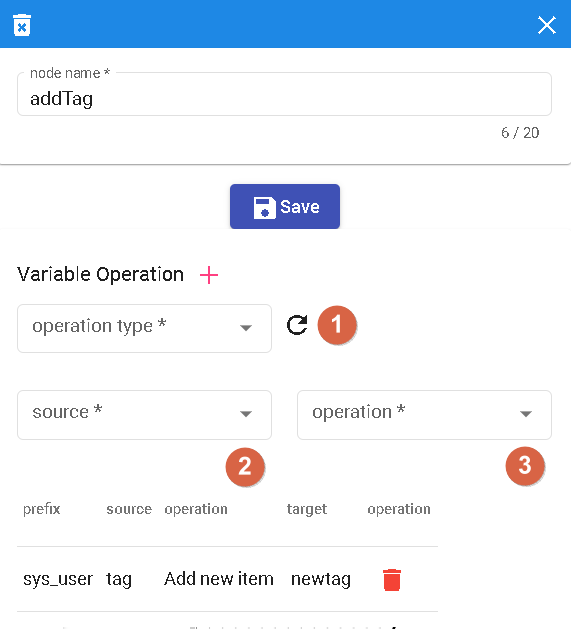 node name *
addTag
6 / 20
Save
Variable Operation +
operation type * 1
source * operation *
2 3
prefix source operation target operation
sys_user tag Add new item newtag